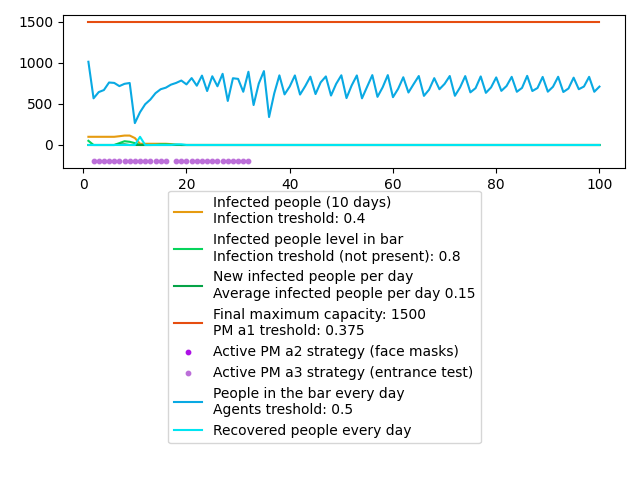 1500
1000
500
0
0 20 40 60 80 100
Infected people (10 days)
Infection treshold: 0.4
Infected people level in bar
Infection treshold (not present): 0.8
New infected people per day
Average infected people per day 0.15
Final maximum capacity: 1500
PM a1 treshold: 0.375
Active PM a2 strategy (face masks)
Active PM a3 strategy (entrance test)
People in the bar every day
Agents treshold: 0.5
Recovered people every day